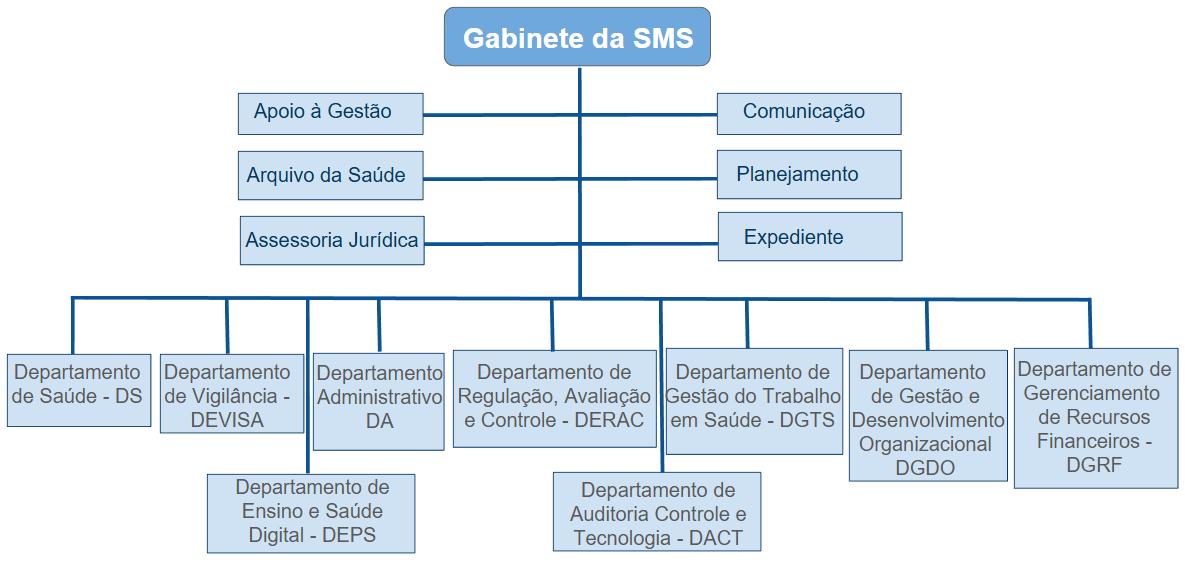 Gabinete da SMS
Apoio à Gestão
Comunicação
Arquivo da Saúde
Planejamento
Assessoria Jurídica
Expediente
Departamento
de Saúde - DS
Departamento
de Vigilância -
DEVISA
Departamento
Administrativo
DA
Departamento de
Regulação, Avaliação
e Controle - DERAC
Departamento de
Gestão do Trabalho
em Saúde - DGTS
Departamento
de Gestão e
Desenvolvimento
Organizacional
DGDO
Departamento de
Gerenciamento
de Recursos
Financeiros -
DGRF
Departamento de
Ensino e Saúde
Digital - DEPS
Departamento de
Auditoria Controle e
Tecnologia - DACT